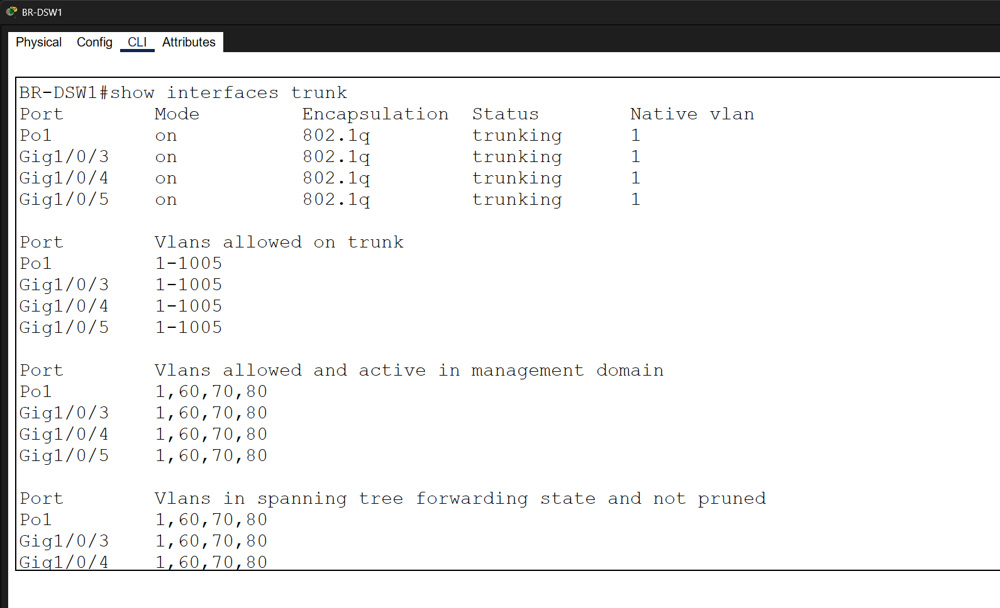 BR-DSW1
Physical Config CLI Attributes
BR-DSW1#show interfaces trunk
Port Mode Encapsulation Status Native vlan
Po1 on 802.1q trunking 1
Gig1/0/3 on 802.1q trunking 1
Gig1/0/4 on 802.1q trunking 1
Gig1/0/5 on 802.1q trunking 1
Port Vlans allowed on trunk
Po1 1-1005
Gig1/0/3 1-1005
Gig1/0/4 1-1005
Gig1/0/5 1-1005
Port Vlans allowed and active in management domain
Po1 1,60,70,80
Gig1/0/3 1,60,70,80
Gig1/0/4 1,60,70,80
Gig1/0/5 1,60,70,80
Port Vlans in spanning tree forwarding state and not pruned
Po1 1,60,70,80
Gig1/0/3 1,60,70,80
Gig1/0/4 1,60,70,80